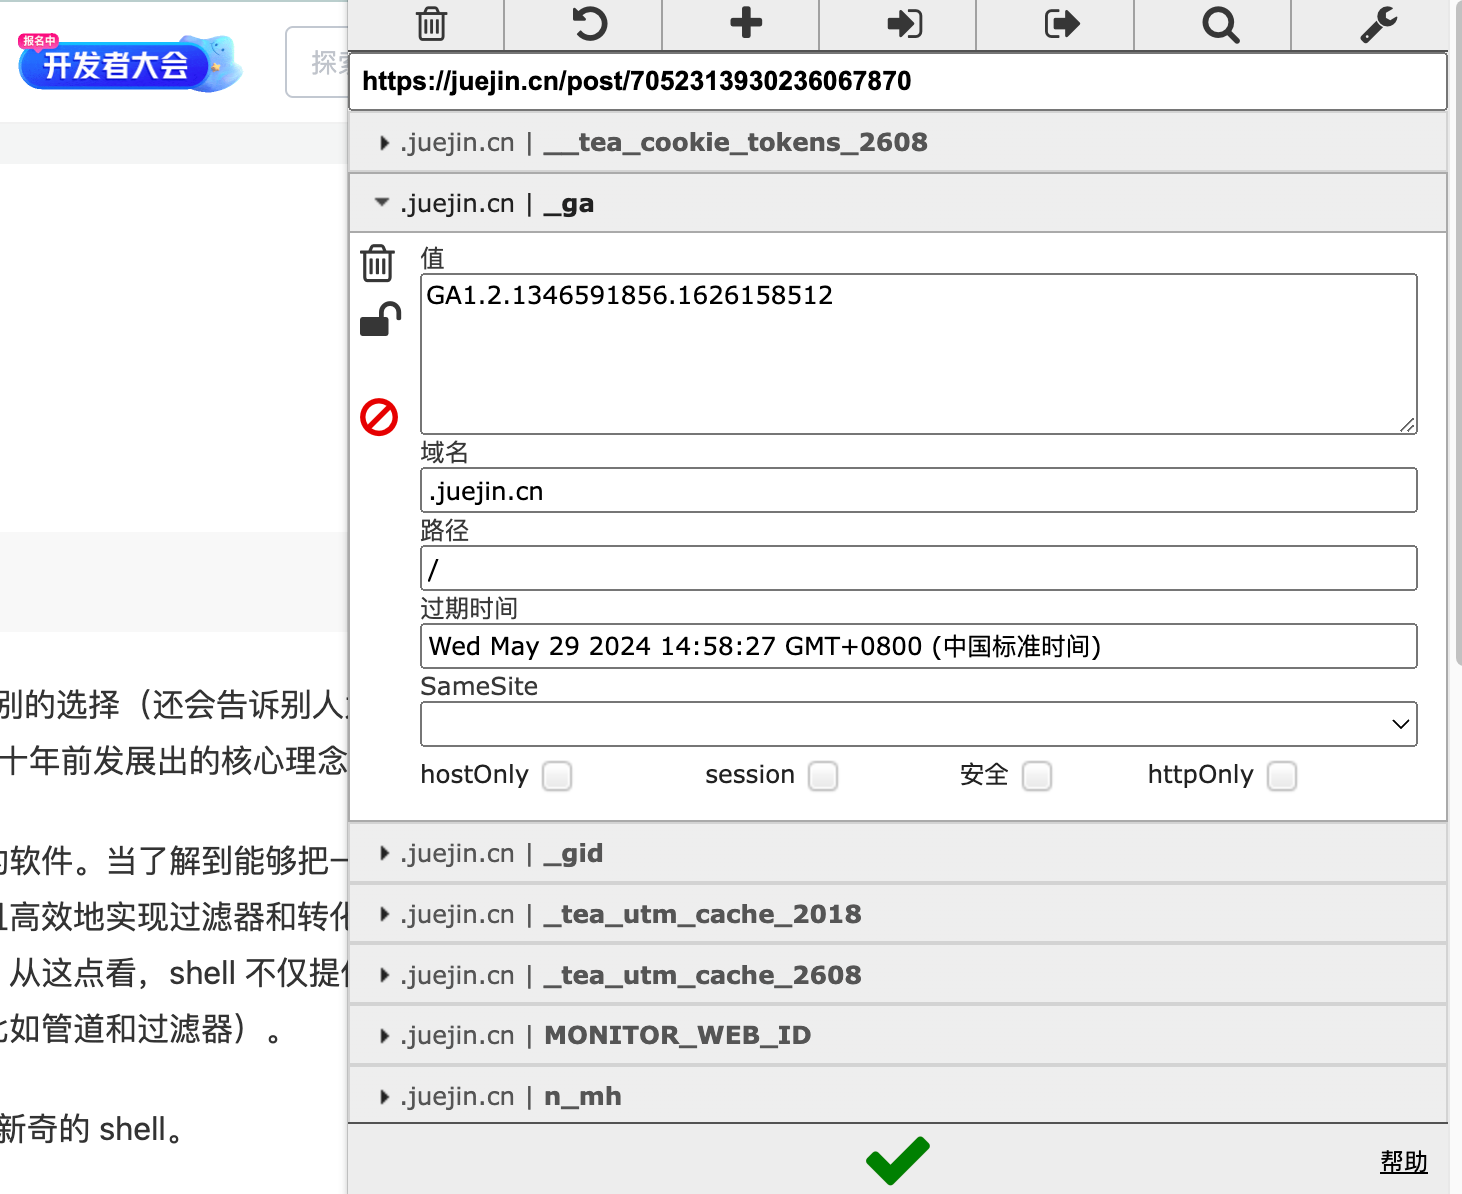 报名中
开发者大会
探索
https://juejin.cn/post/7052313930236067870
.juejin.cn | __tea_cookie_tokens_2608
.juejin.cn | _ga
值
GA1.2.1346591856.1626158512
域名
.juejin.cn
路径
/
过期时间
Wed May 29 2024 14:58:27 GMT+0800 (中国标准时间)
SameSite
hostOnly session 安全 httpOnly
.juejin.cn | _gid
.juejin.cn | _tea_utm_cache_2018
.juejin.cn | _tea_utm_cache_2608
.juejin.cn | MONITOR_WEB_ID
.juejin.cn | n_mh
帮助
别的选择（还会告诉别人
十年前发展出的核心理念
软件。当了解到能够把一
高效地实现过滤器和转化
从这点看，shell 不仅提供
如管道和过滤器）。
新奇的 shell。